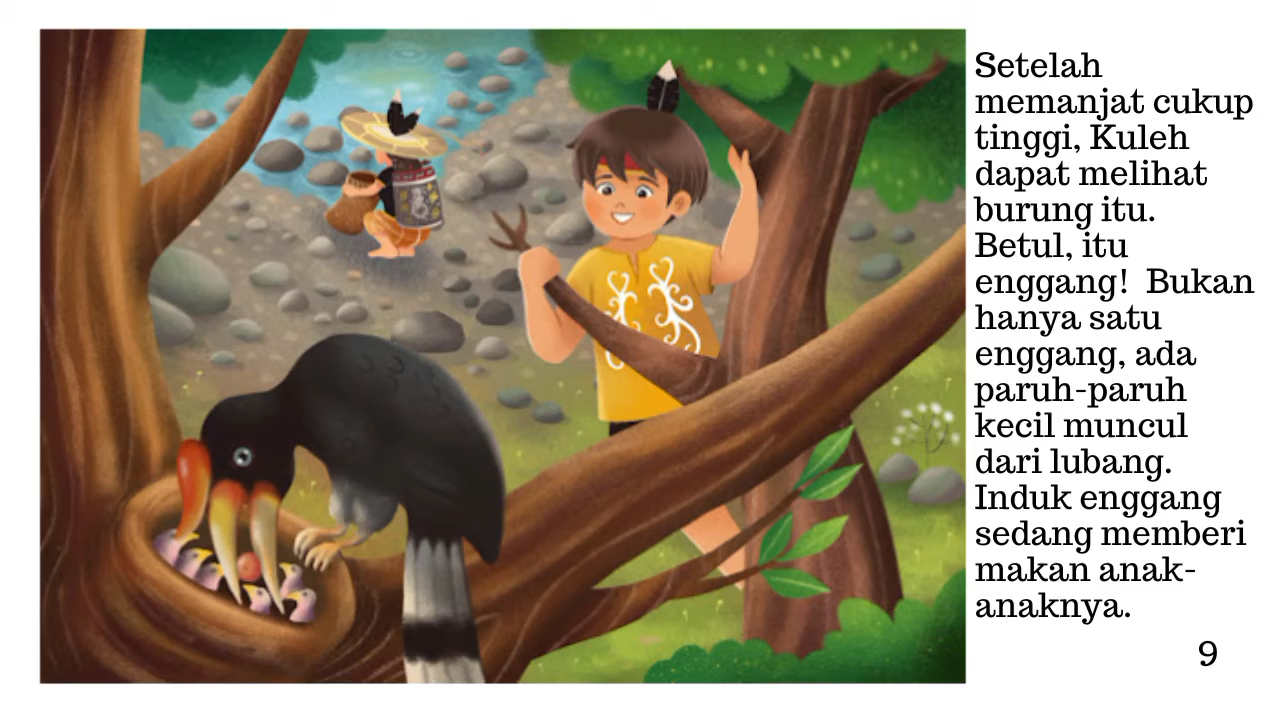 Setelah
memanjat cukup
tinggi, Kuleh
dapat melihat
burung itu.
Betul, itu
enggang!  Bukan
hanya satu
enggang, ada
paruh-paruh
kecil muncul
dari lubang.
Induk enggang
sedang memberi
makan anak-
anaknya.
9